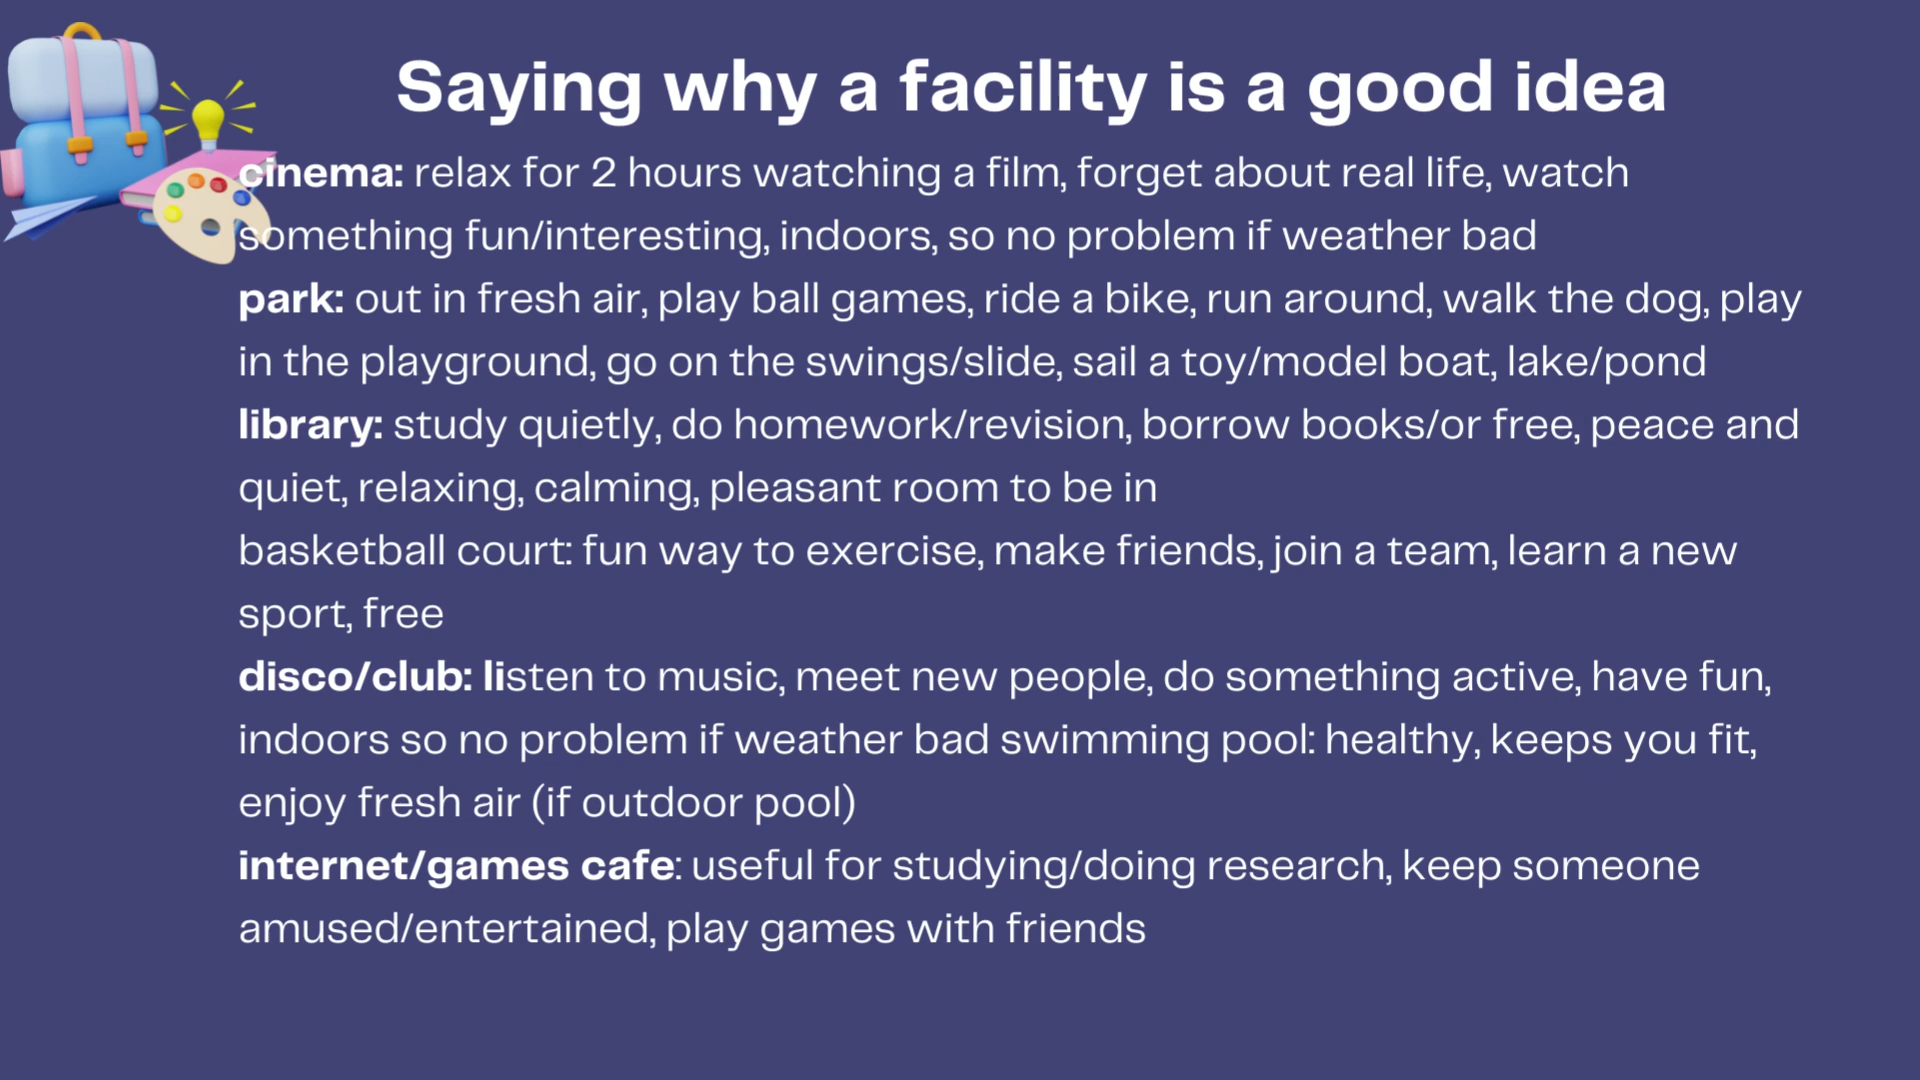 Saying why a facility is a good idea
cinema: relax for 2 hours watching a film, forget about real life, watch
something fun/interesting, indoors, so no problem if weather bad
park: out in fresh air, play ball games, ride a bike, run around, walk the dog, play
in the playground, go on the swings/slide, sail a toy/model boat, lake/pond
library: study quietly, do homework/revision, borrow books/or free, peace and
quiet, relaxing, calming, pleasant room to be in
basketball court: fun way to exercise, make friends, join a team, learn a new
sport, free
disco/club: listen to music, meet new people, do something active, have fun,
indoors so no problem if weather bad swimming pool: healthy, keeps you fit,
enjoy fresh air (if outdoor pool)
internet/games cafe: useful for studying/doing research, keep someone
amused/entertained, play games with friends